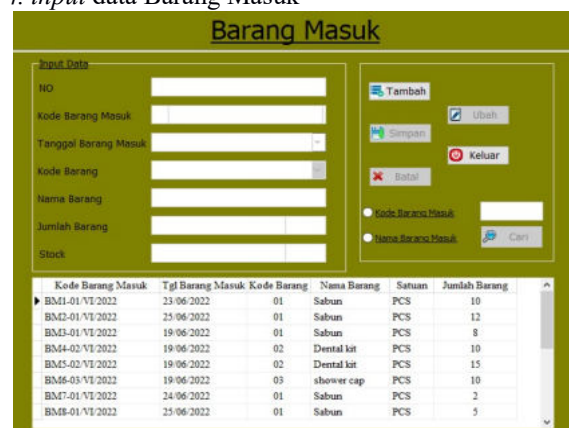 input data Barang Masuk
Barang Masuk
Input Data
NO
Kode Barang Masuk
Tanggal Barang Masuk
Kode Barang
Nama Barang
Jumlah Barang
Stock
Tambah
Ubah
Simpan
Keluar
Batal
Kode Barang Masuk
Nama Barang Masuk
Cari
Kode Barang Masuk Tgl Barang Masuk Kode Barang Nama Barang Satuan Jumlah Barang
BM1-01/VI/2022 23/06/2022 01 Sabun PCS 10
BM2-01/VI/2022 25/06/2022 01 Sabun PCS 12
BM3-01/VI/2022 19/06/2022 01 Sabun PCS 8
BM4-02/VI/2022 19/06/2022 02 Dental kit PCS 10
BM5-02/VI/2022 19/06/2022 02 Dental kit PCS 15
BM6-03/VI/2022 19/06/2022 03 shower cap PCS 10
BM7-01/VI/2022 24/06/2022 01 Sabun PCS 2
BM8-01/VI/2022 25/06/2022 01 Sabun PCS 5